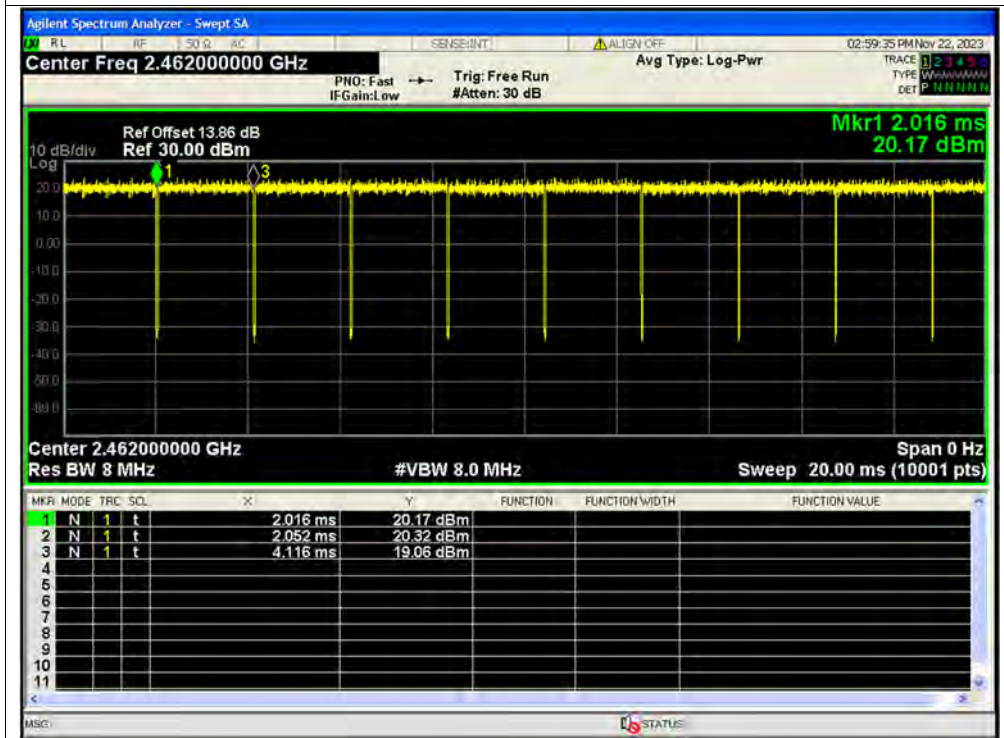 Agilent Spectrum Analyzer - Swept SA
RL RF 50 Ω AC SENSE:INT ALIGN OFF 02:59:35 PM Nov 22, 2023
Center Freq 2.462000000 GHz Avg Type: Log-Pwr TRACE 1 2 3 4 5 6
PNO: Fast Trig: Free Run TYPE
IFGain:Low #Atten: 30 dB DET P N N N N N
Mkr1 2.016 ms
Ref Offset 13.86 dB
10 dB/div Ref 30.00 dBm 20.17 dBm
Log
1 3
20.0
10.0
0.00
-10.0
-20.0
-30.0
-40.0
-50.0
-60.0
Center 2.462000000 GHz Span 0 Hz
Res BW 8 MHz #VBW 8.0 MHz Sweep 20.00 ms (10001 pts)
MKR MODE TRC SCL X Y FUNCTION FUNCTION WIDTH FUNCTION VALUE
1 N 1 t 2.016 ms 20.17 dBm
2 N 1 t 2.052 ms 20.32 dBm
3 N 1 t 4.116 ms 19.06 dBm
4
5
6
7
8
9
10
11
MSG STATUS